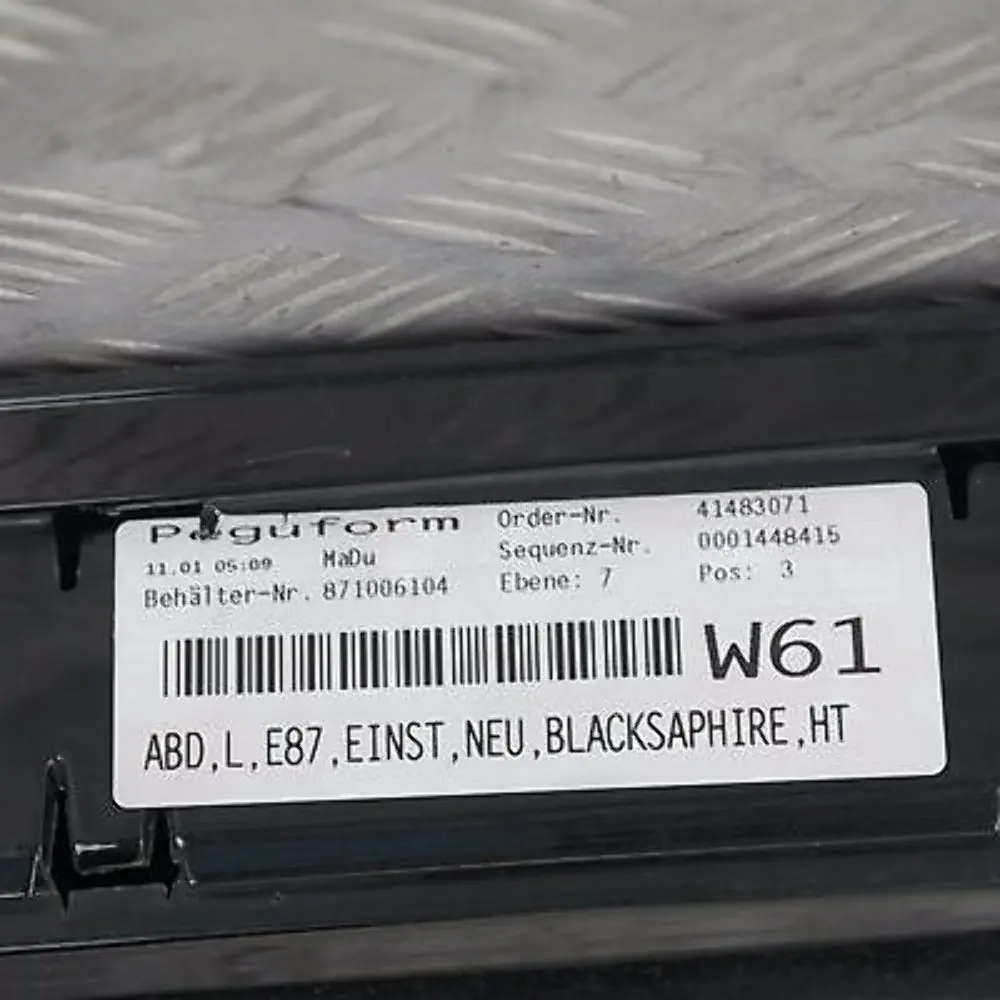 Peguform Order-Nr. 41483071
11.01 05:09 MaDu Sequenz-Nr. 0001448415
Behälter-Nr. 871006104 Ebene: 7 Pos: 3
W61
ABD,L,E87,EINST,NEU,BLACKSAPHIRE,HT